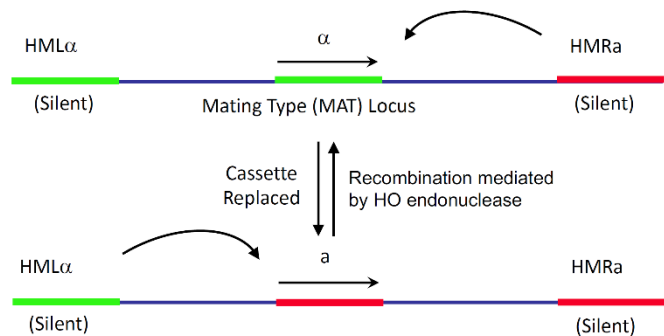 HMLα
α
HMRa
(Silent)
Mating Type (MAT) Locus
(Silent)
Cassette
Replaced
Recombination mediated
by HO endonuclease
HMLα
a
HMRa
(Silent)
(Silent)